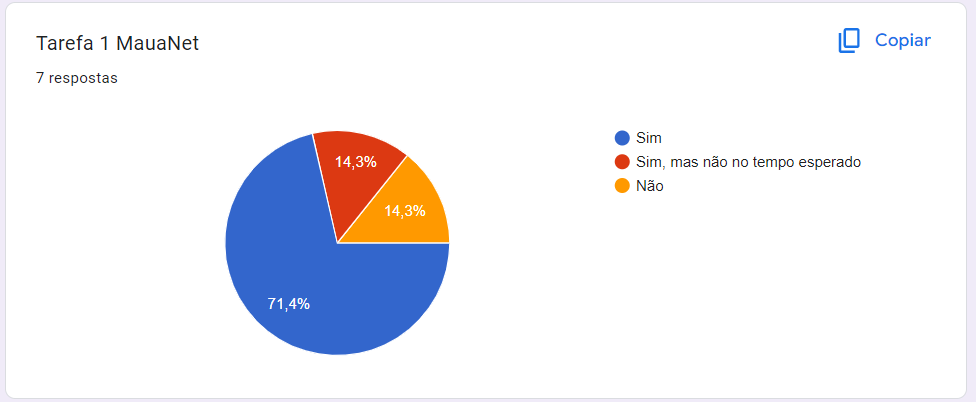 Tarefa 1 MauaNet
Copiar
7 respostas
14,3%
14,3%
71,4%
Sim
Sim, mas não no tempo esperado
Não